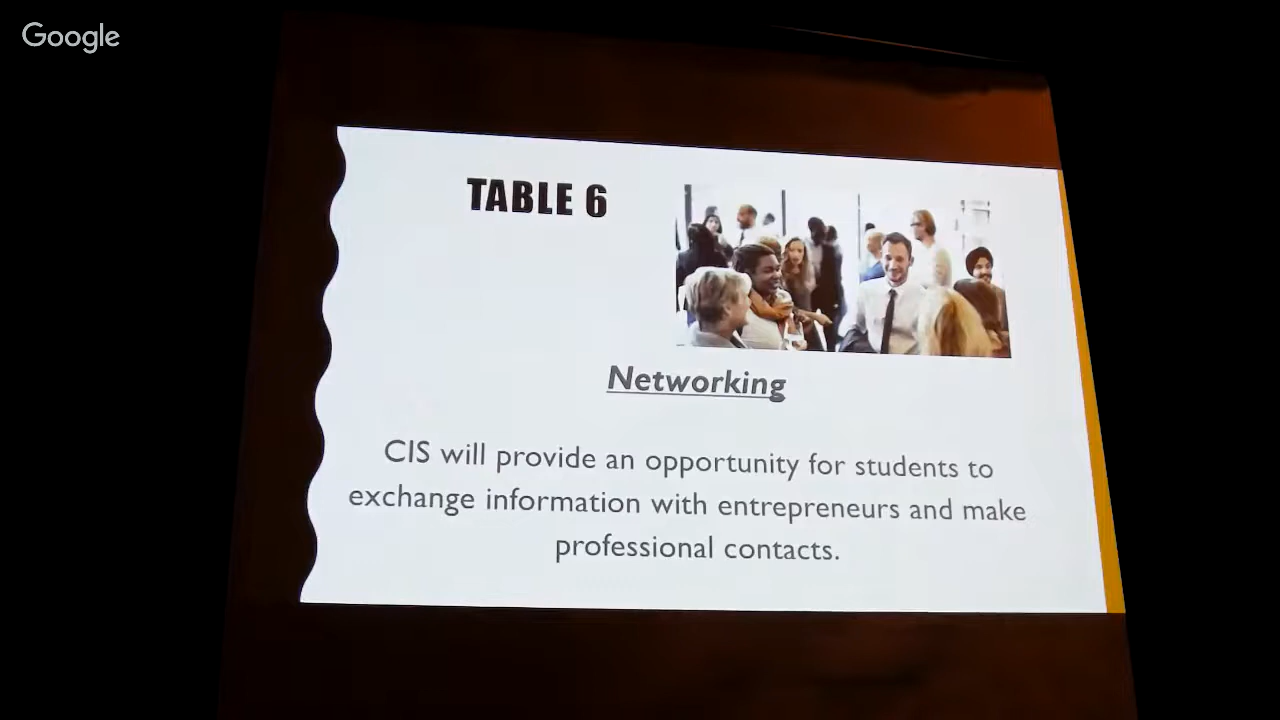 Google
TABLE 6
Networking
CIS will provide an opportunity for students to
exchange information with entrepreneurs and make
professional contacts.